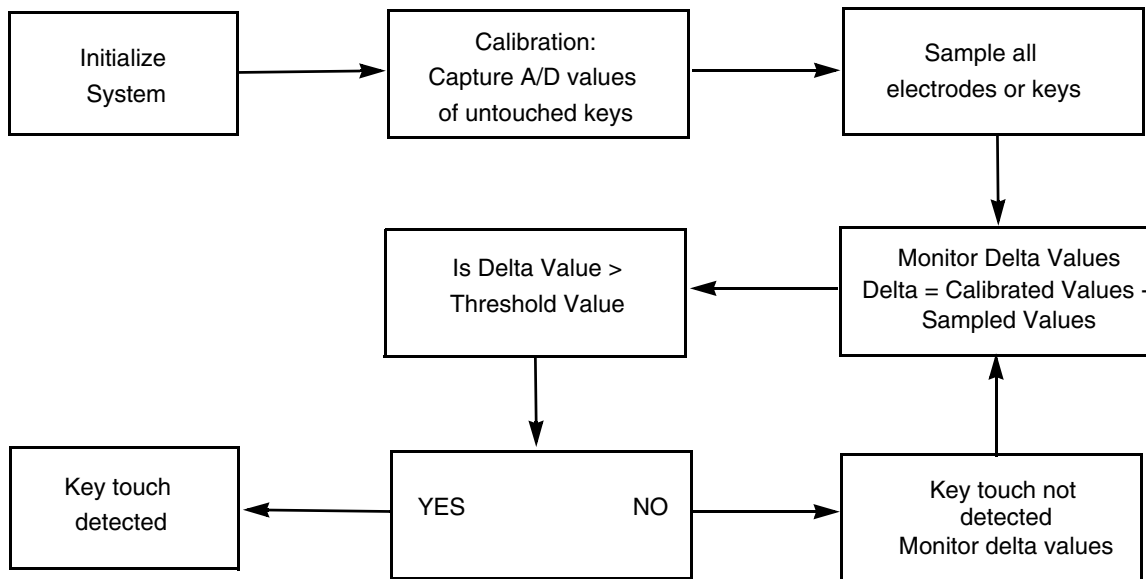 Initialize
System
Calibration:
Capture A/D values
of untouched keys
Sample all
electrodes or keys
Monitor Delta Values
Delta = Calibrated Values -
Sampled Values
Is Delta Value >
Threshold Value
YES
NO
Key touch
detected
Key touch not
detected
Monitor delta values